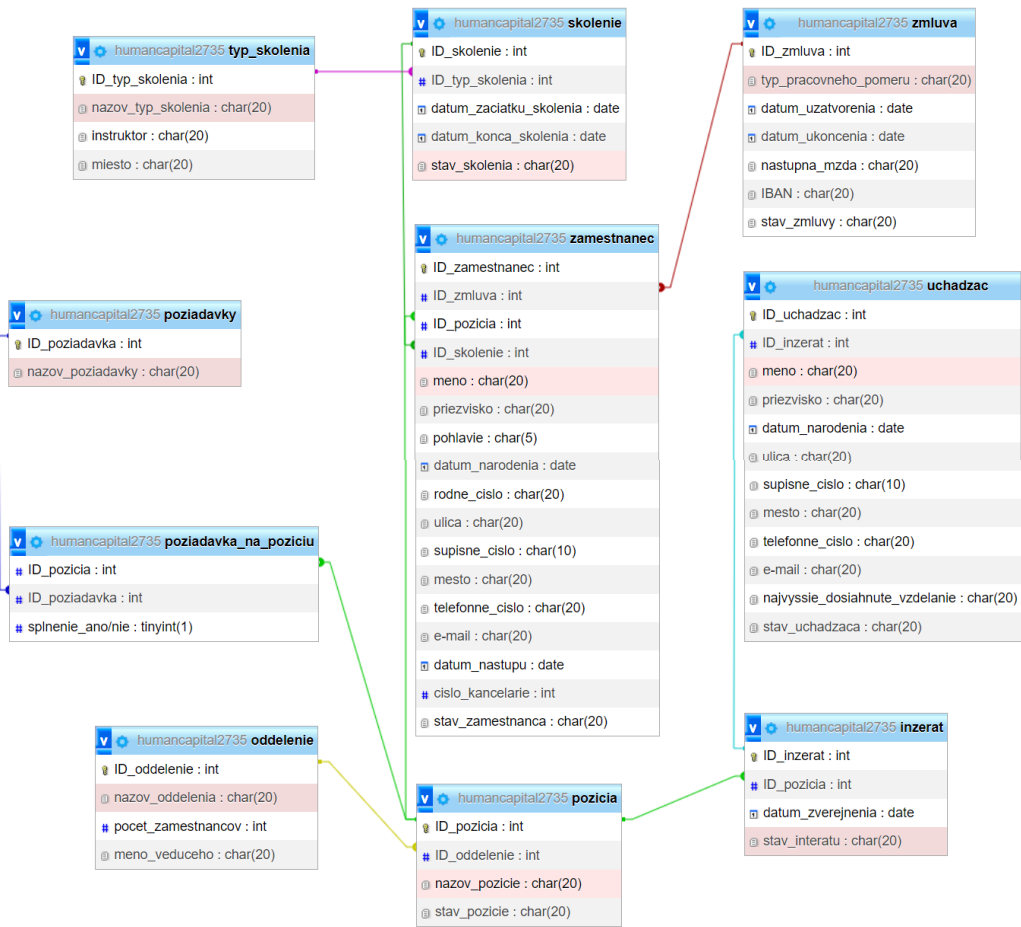 humancapital2735 typ_skolenia
ID_typ_skolenia : int
nazov_typ_skolenia : char(20)
instruktor : char(20)
miesto : char(20)
humancapital2735 skolenie
ID_skolenie : int
ID_typ_skolenia : int
datum_zaciatku_skolenia : date
datum_konca_skolenia : date
stav_skolenia : char(20)
humancapital2735 zmluva
ID_zmluva : int
typ_pracovneho_pomeru : char(20)
datum_uzatvorenia : date
datum_ukoncenia : date
nastupna_mzda : char(20)
IBAN : char(20)
stav_zmluvy : char(20)
humancapital2735 poziadavky
ID_poziadavka : int
nazov_poziadavky : char(20)
humancapital2735 zamestnanec
ID_zamestnanec : int
ID_zmluva : int
ID_pozicia : int
ID_skolenie : int
meno : char(20)
priezvisko : char(20)
pohlavie : char(5)
datum_narodenia : date
rodne_cislo : char(20)
ulica : char(20)
supisne_cislo : char(10)
mesto : char(20)
telefonne_cislo : char(20)
e-mail : char(20)
datum_nastupu : date
cislo_kancelarie : int
stav_zamestnanca : char(20)
humancapital2735 uchadzac
ID_uchadzac : int
ID_inzerat : int
meno : char(20)
priezvisko : char(20)
datum_narodenia : date
ulica : char(20)
supisne_cislo : char(10)
mesto : char(20)
telefonne_cislo : char(20)
e-mail : char(20)
najvyssie_dosiahnute_vzdelanie : char(20)
stav_uchadzaca : char(20)
humancapital2735 poziadavka_na_poziciu
ID_pozicia : int
ID_poziadavka : int
splnenie_ano/nie : tinyint(1)
humancapital2735 oddelenie
ID_oddelenie : int
nazov_oddelenia : char(20)
pocet_zamestnancov : int
meno_veduceho : char(20)
humancapital2735 pozicia
ID_pozicia : int
ID_oddelenie : int
nazov_pozicie : char(20)
stav_pozicie : char(20)
humancapital2735 inzerat
ID_inzerat : int
ID_pozicia : int
datum_zverejnenia : date
stav_interatu : char(20)